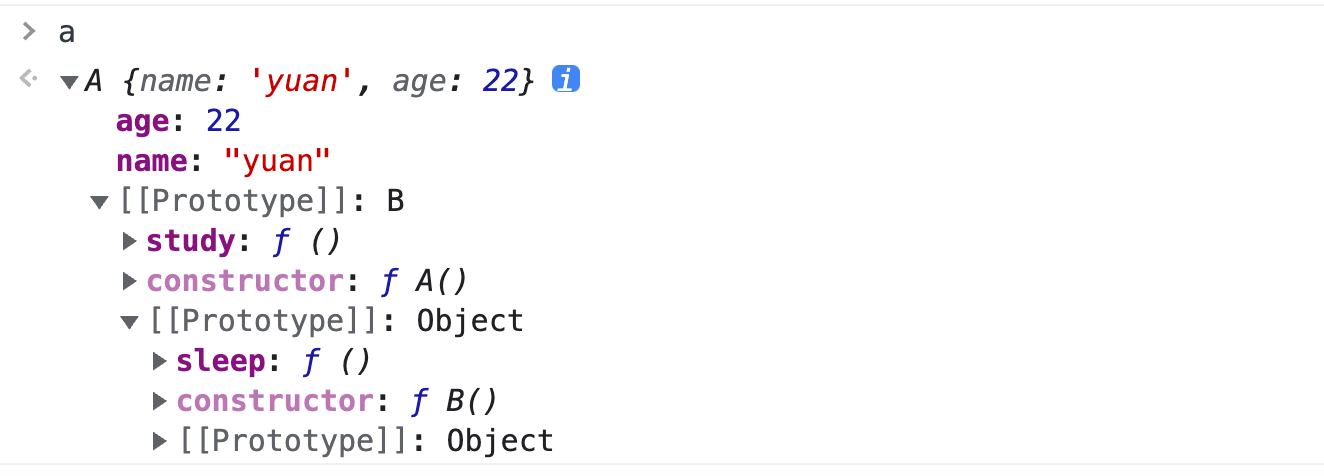 a
A {name: 'yuan', age: 22} i
age: 22
name: "yuan"
[[Prototype]]: B
study: ƒ ()
constructor: ƒ A()
[[Prototype]]: Object
sleep: ƒ ()
constructor: ƒ B()
[[Prototype]]: Object